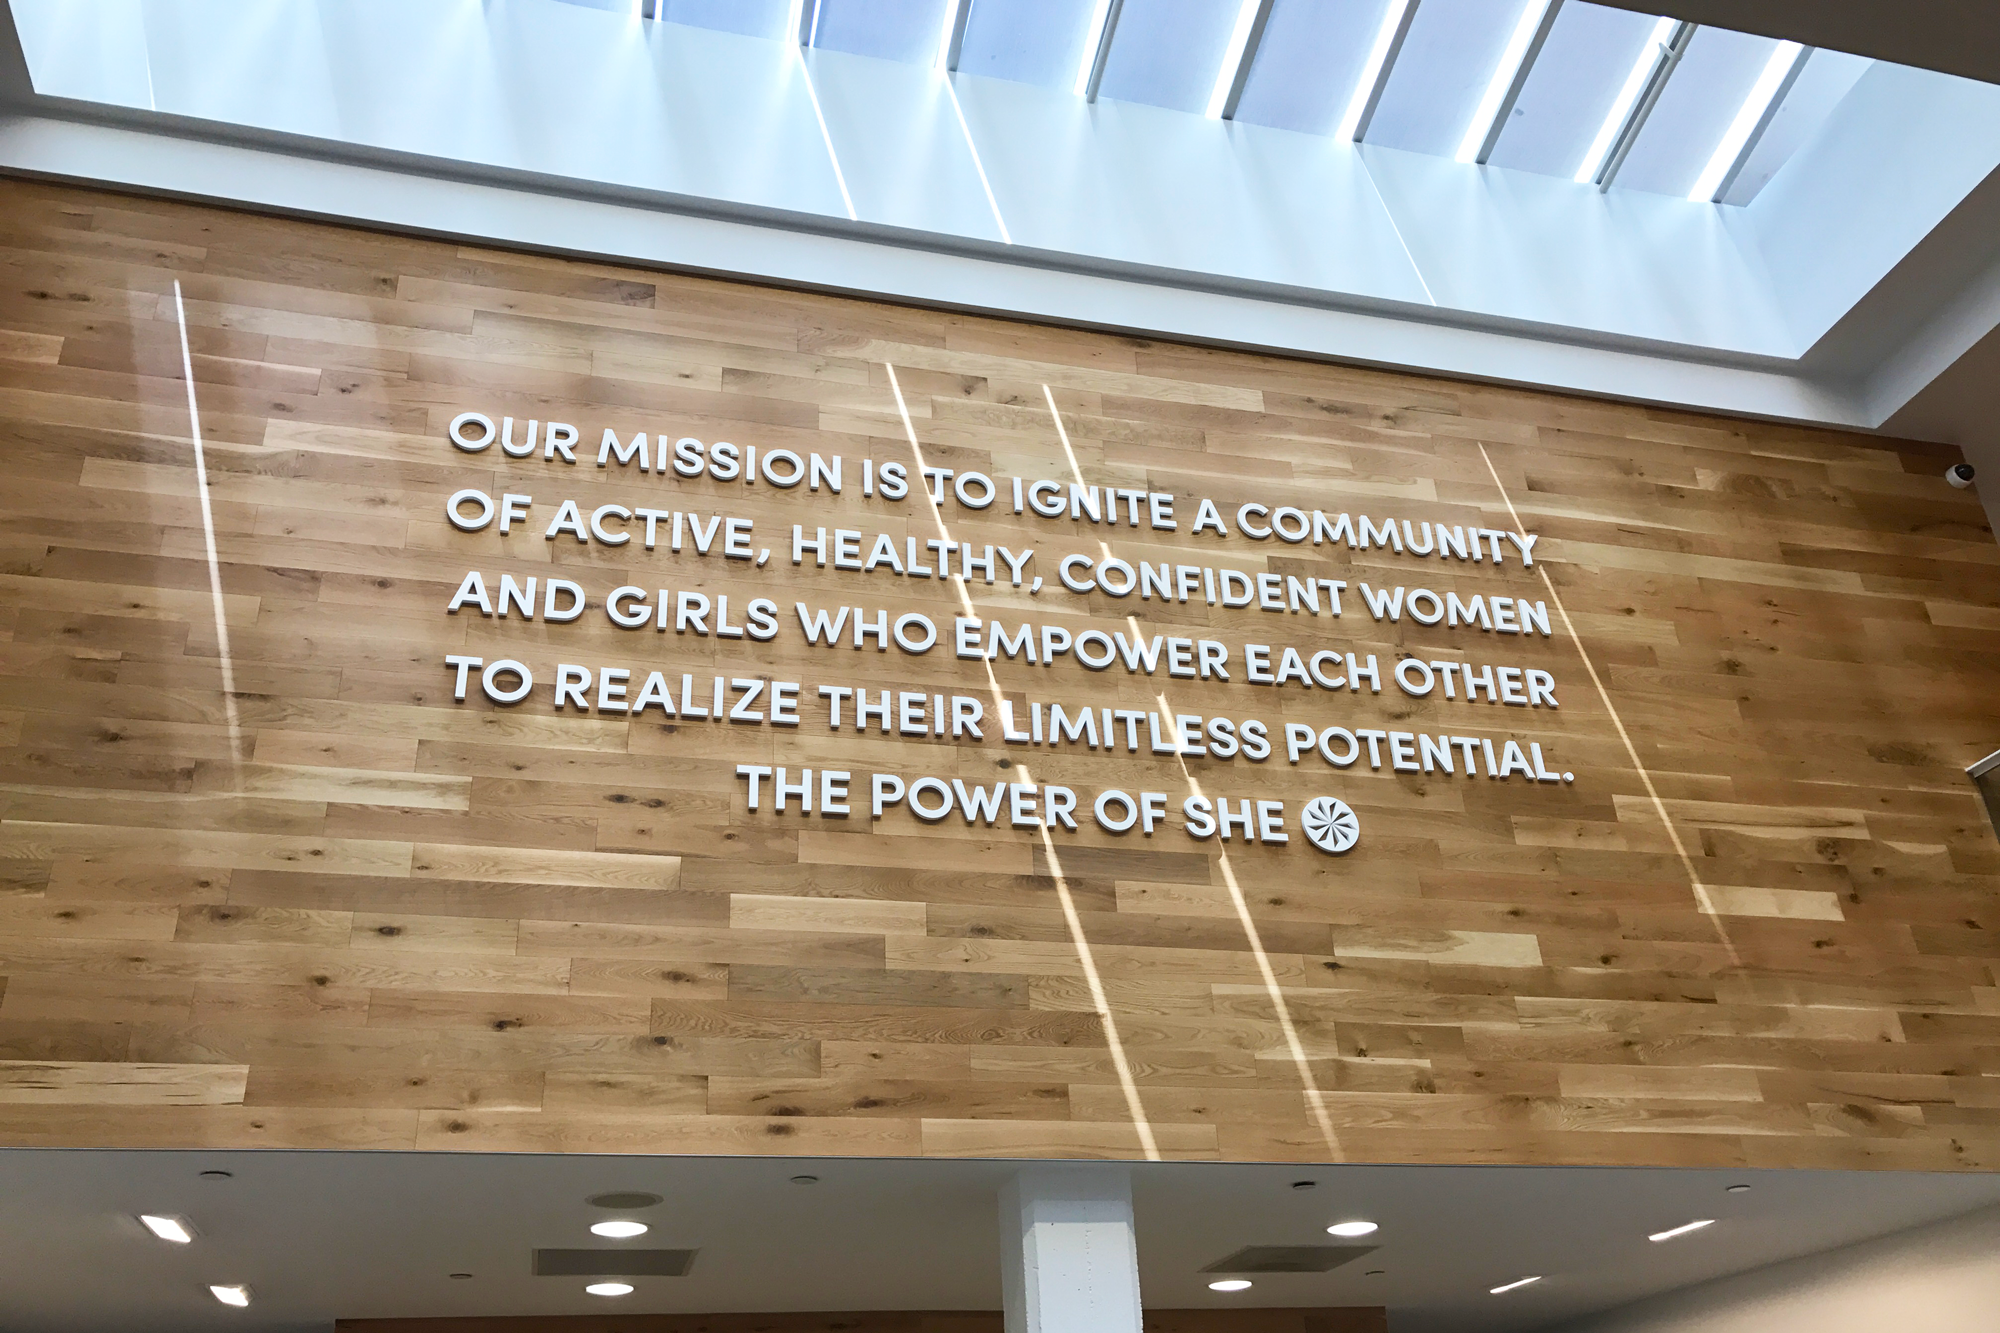 OUR MISSION IS TO IGNITE A COMMUNITY
OF ACTIVE, HEALTHY, CONFIDENT WOMEN
AND GIRLS WHO EMPOWER EACH OTHER
TO REALIZE THEIR LIMITLESS POTENTIAL.
THE POWER OF SHE